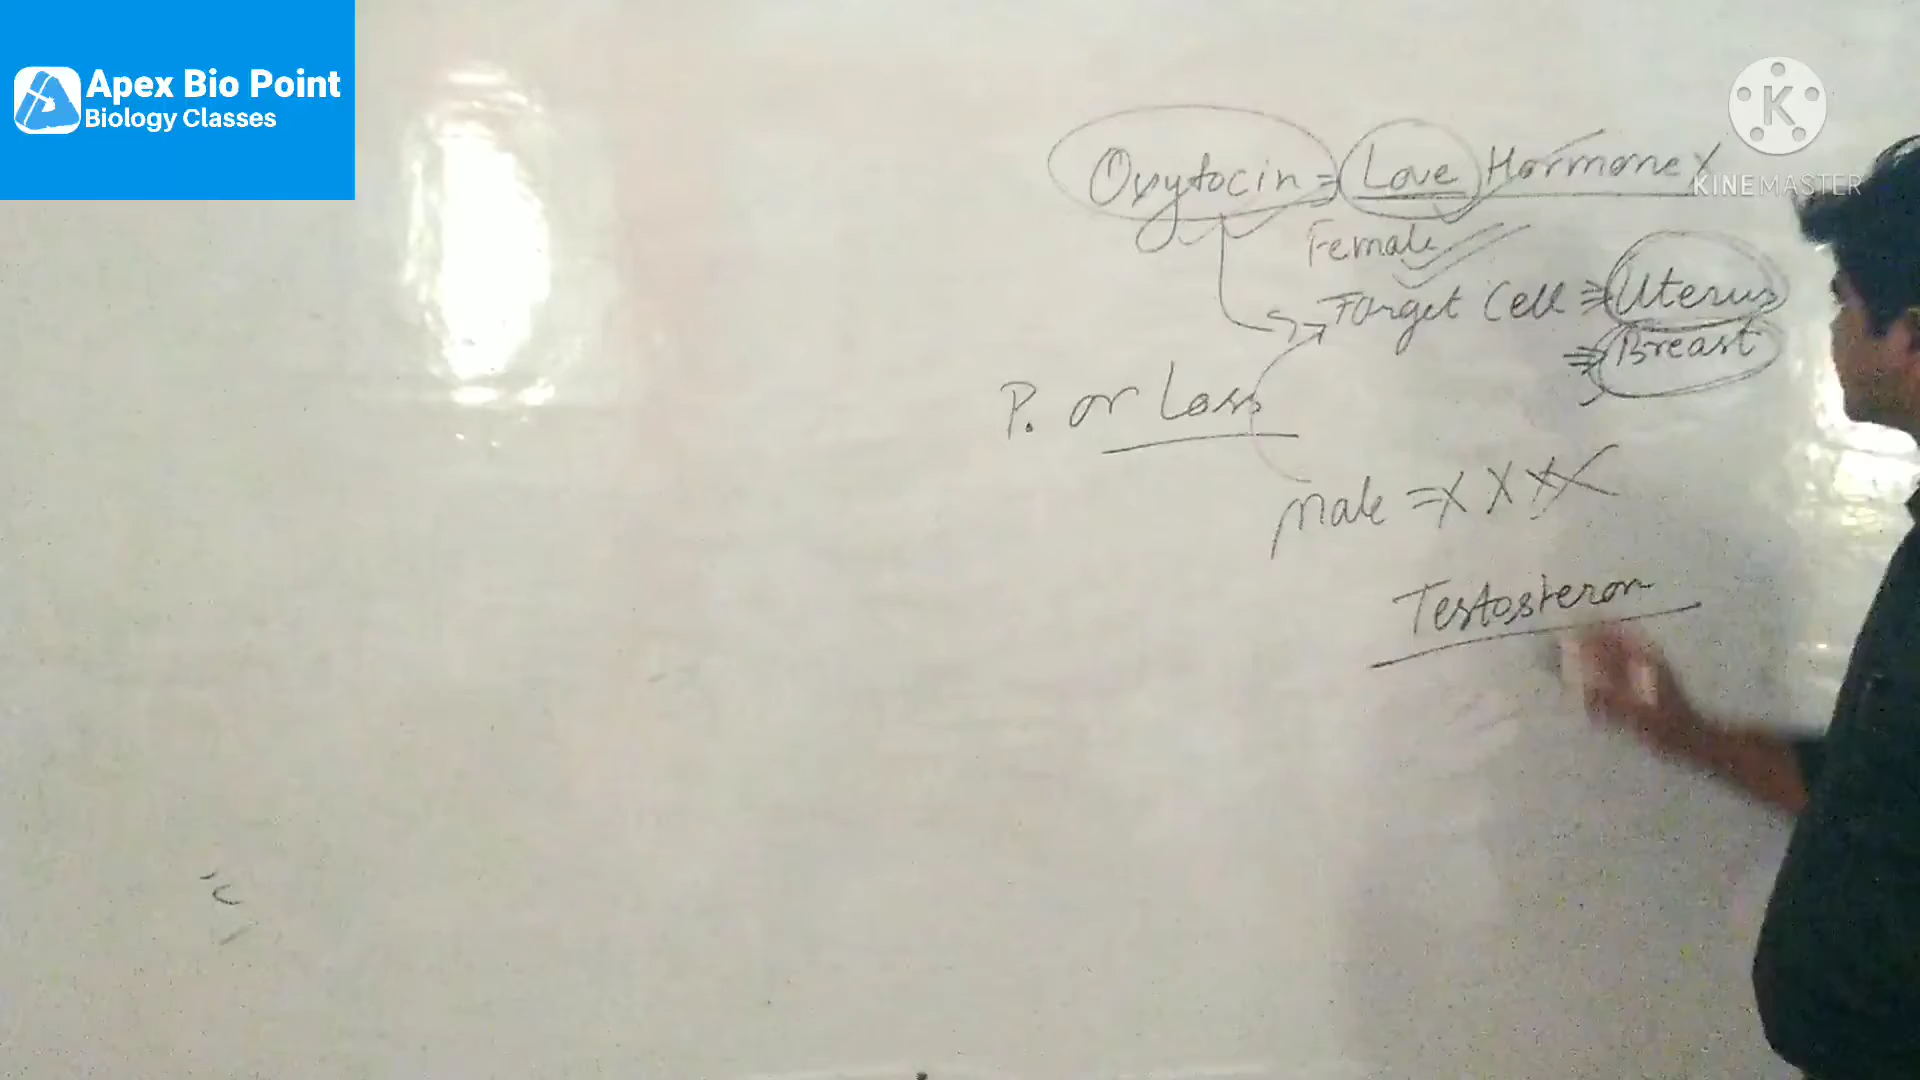 Apex Bio Point
Biology Classes
K
KINEMASTER
Oxytocin = Love Hormone X
Female
Target Cell ⇒ Uterus
⇒ Breast
P. or Loss
Male ⇒ X X X X
Testosteron